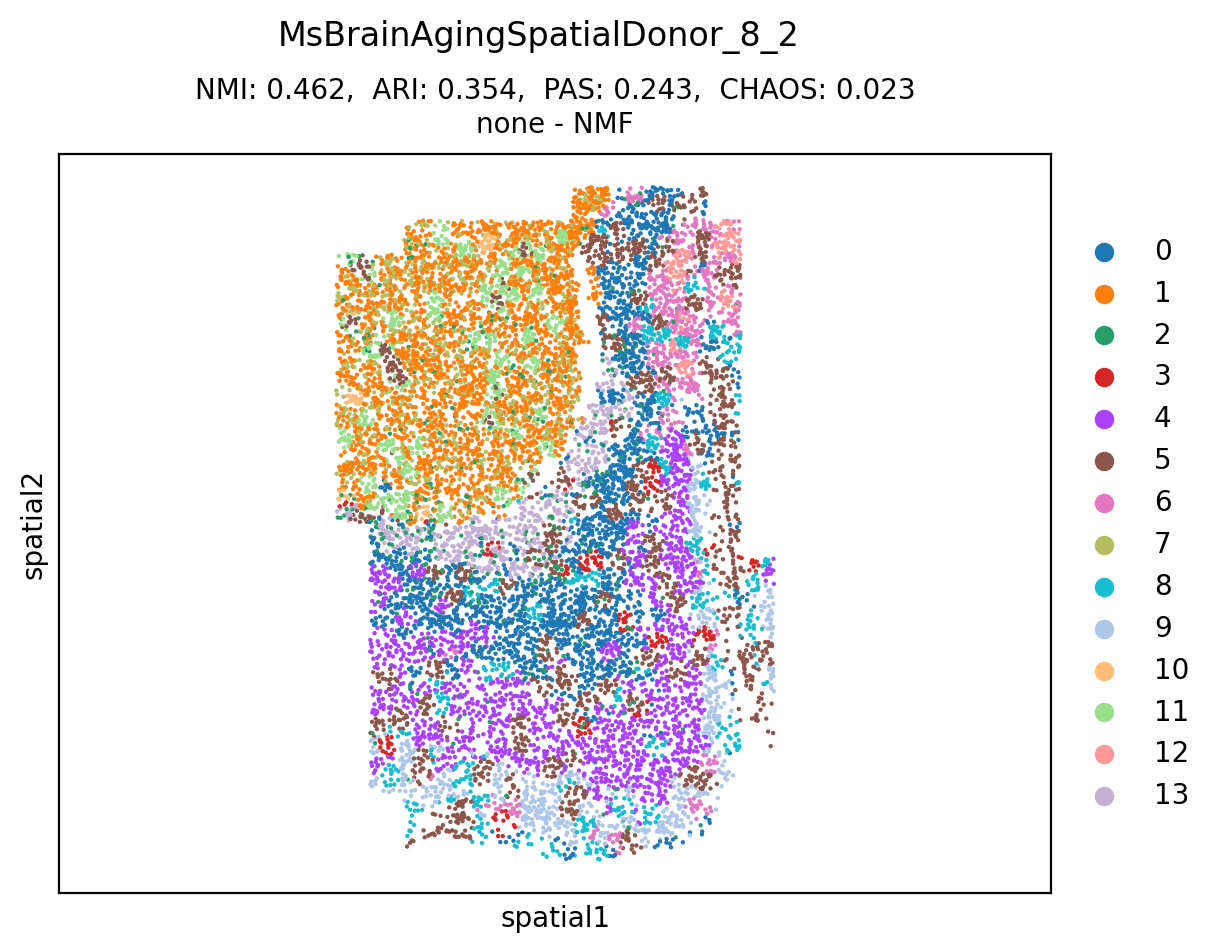 MsBrainAgingSpatialDonor_8_2
NMI: 0.462,  ARI: 0.354,  PAS: 0.243,  CHAOS: 0.023
none - NMF
spatial2
spatial1
0
1
2
3
4
5
6
7
8
9
10
11
12
13